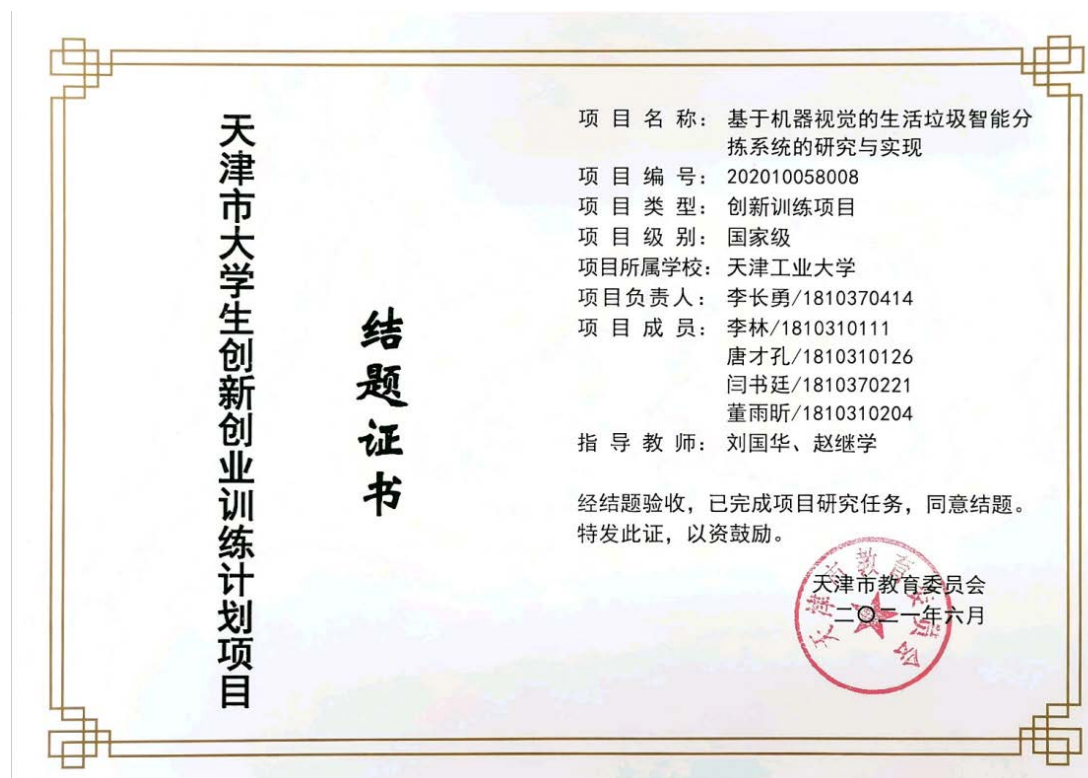 天津市大学生创新创业训练计划项目
结题证书
项目名称：基于机器视觉的生活垃圾智能分
拣系统的研究与实现
项目编号：202010058008
项目类型：创新训练项目
项目级别：国家级
项目所属学校：天津工业大学
项目负责人：李长勇/1810370414
项目成员：李林/1810310111
唐才孔/1810310126
闫书廷/1810370221
董雨昕/1810310204
指导教师：刘国华、赵继学
经结题验收，已完成项目研究任务，同意结题。
特发此证，以资鼓励。
天津市教育委员会
二〇二一年六月
天津市教育委员会